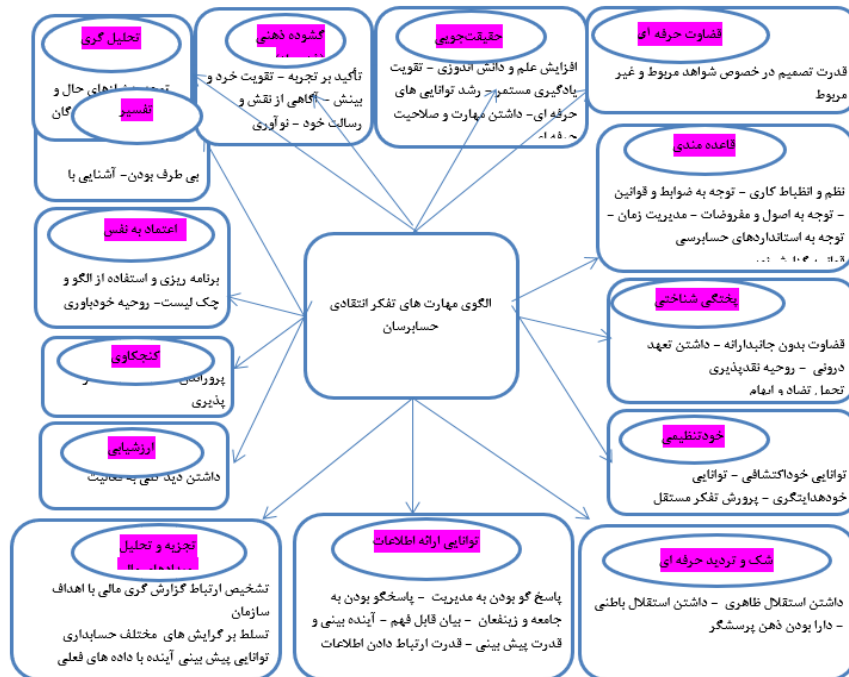 قضاوت حرفه ای
قدرت تصمیم در خصوص شواهد مربوط و غیر
مربوط
حقیقت‌جویی
افزایش علم و دانش اندوزی – تقویت
یادگیری مستمر – رشد توانایی های
حرفه ای- داشتن مهارت و صلاحیت
حرفه ای
گشوده ذهنی
تأکید بر تجربه – تقویت خرد و
بینش – آگاهی از نقش و
رسالت خود – نوآوری
تحلیل گری
حال و
گان
تفسیر
بی طرف بودن- آشنایی با
قاعده مندی
نظم و انظباط کاری – توجه به ضوابط و قوانین
– توجه به اصول و مفروضات – مدیریت زمان –
توجه به استانداردهای حسابرسی
اعتماد به نفس
برنامه ریزی و استفاده از الگو و
چک لیست- روحیه خودباوری
الگوی مهارت های تفکر انتقادی
حسابرسان
پختگی شناختی
قضاوت بدون جانبدارانه – داشتن تعهد
درونی – روحیه نقدپذیری
تحمل تضاد و ابهام
کنجکاوی
پذیری
خودتنظیمی
توانایی خوداکتشافی – توانایی
خودهدایتگری – پرورش تفکر مستقل
ارزشیابی
داشتن دید کلی به فعالیت
شک و تردید حرفه ای
داشتن استقلال ظاهری – داشتن استقلال باطنی
– دارا بودن ذهن پرسشگر
توانایی ارائه اطلاعات
پاسخ گو بودن به مدیریت – پاسخگو بودن به
جامعه و زینفعان – بیان قابل فهم – آینده بینی و
قدرت پیش بینی – قدرت ارتباط دادن اطلاعات
تجزیه و تحلیل
تشخیص ارتباط گزارش گری مالی با اهداف
سازمان
تسلط بر گرایش های مختلف حسابداری
توانایی پیش بینی آینده با داده های فعلی